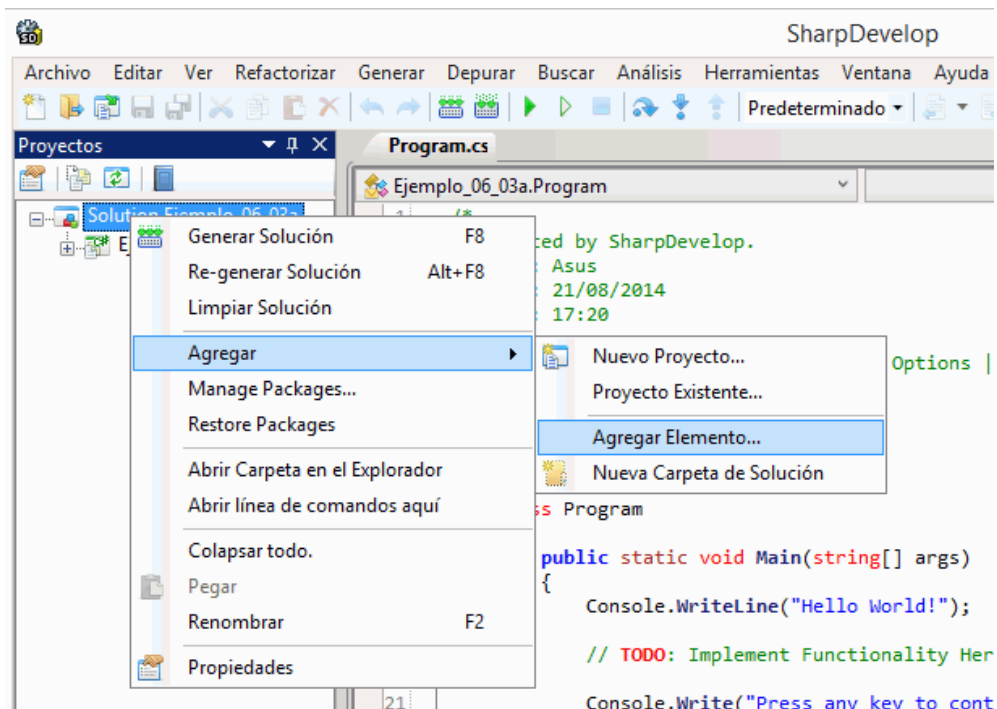 SharpDevelop
Archivo Editar Ver Refactorizar Generar Depurar Buscar Análisis Herramientas Ventana Ayuda
Predeterminado
Proyectos
Program.cs
Ejemplo_06_03a.Program
Solution Ejemplo_06_03a
Generar Solución F8
Re-generar Solución Alt+F8
Limpiar Solución
Agregar
Manage Packages...
Restore Packages
Abrir Carpeta en el Explorador
Abrir línea de comandos aquí
Colapsar todo.
Pegar
Renombrar F2
Propiedades
Nuevo Proyecto...
Proyecto Existente...
Agregar Elemento...
Nueva Carpeta de Solución
1 /*
ted by SharpDevelop.
: Asus
: 21/08/2014
: 17:20
Options |
ss Program
public static void Main(string[] args)
{
Console.WriteLine("Hello World!");
// TODO: Implement Functionality Her
21 Console.Write("Press any key to cont